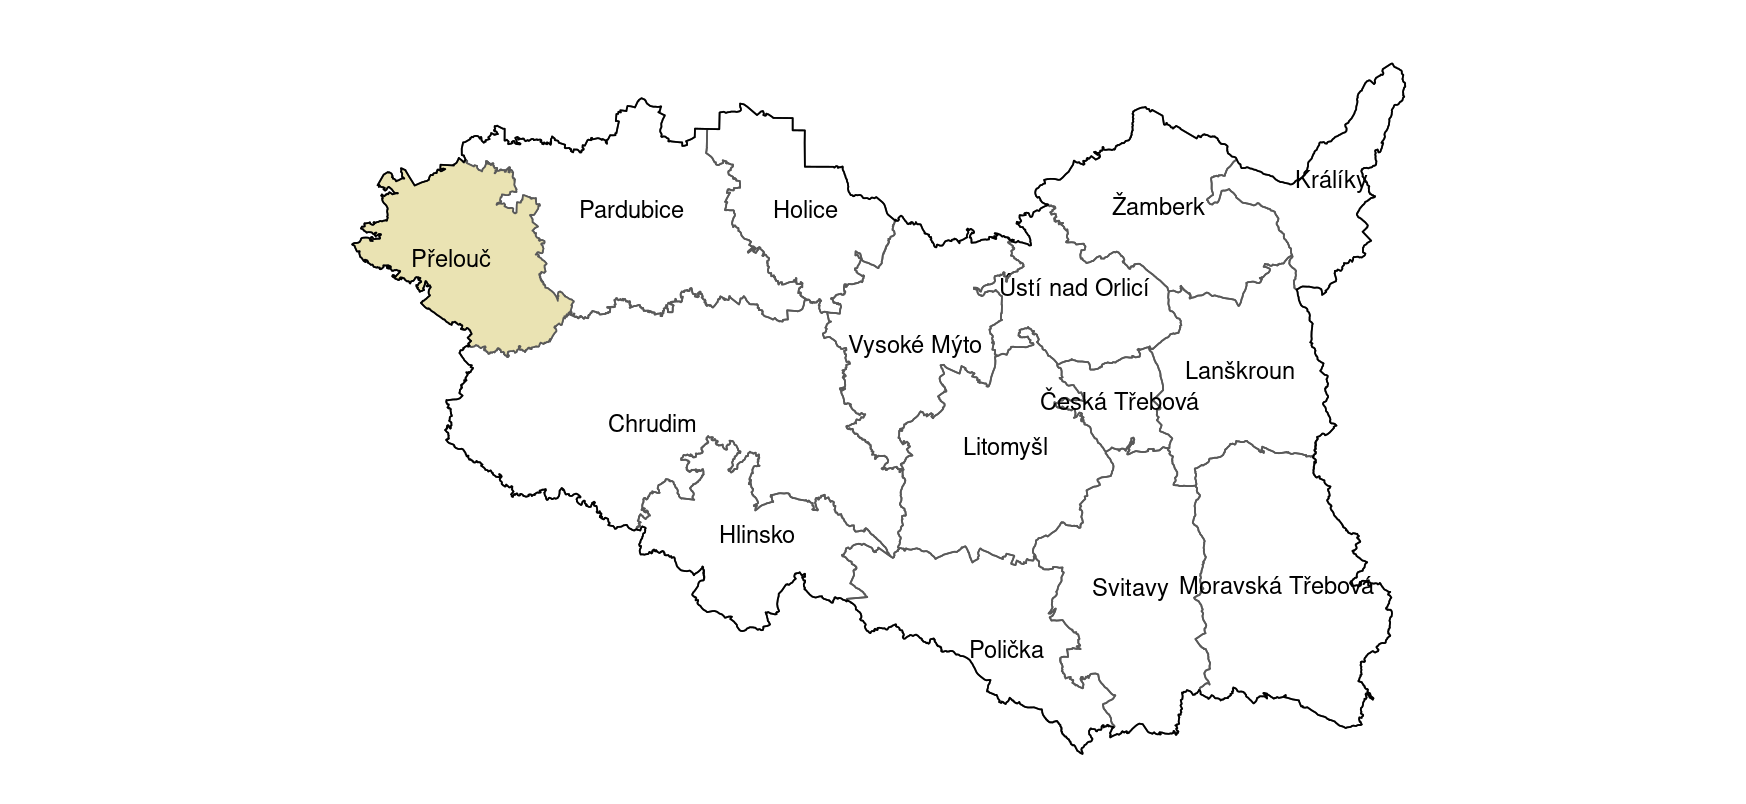 Králíky
Žamberk
Pardubice
Holice
Přelouč
Ústí nad Orlicí
Vysoké Mýto
Lanškroun
Česká Třebová
Chrudim
Litomyšl
Hlinsko
Svitavy
Moravská Třebová
Polička